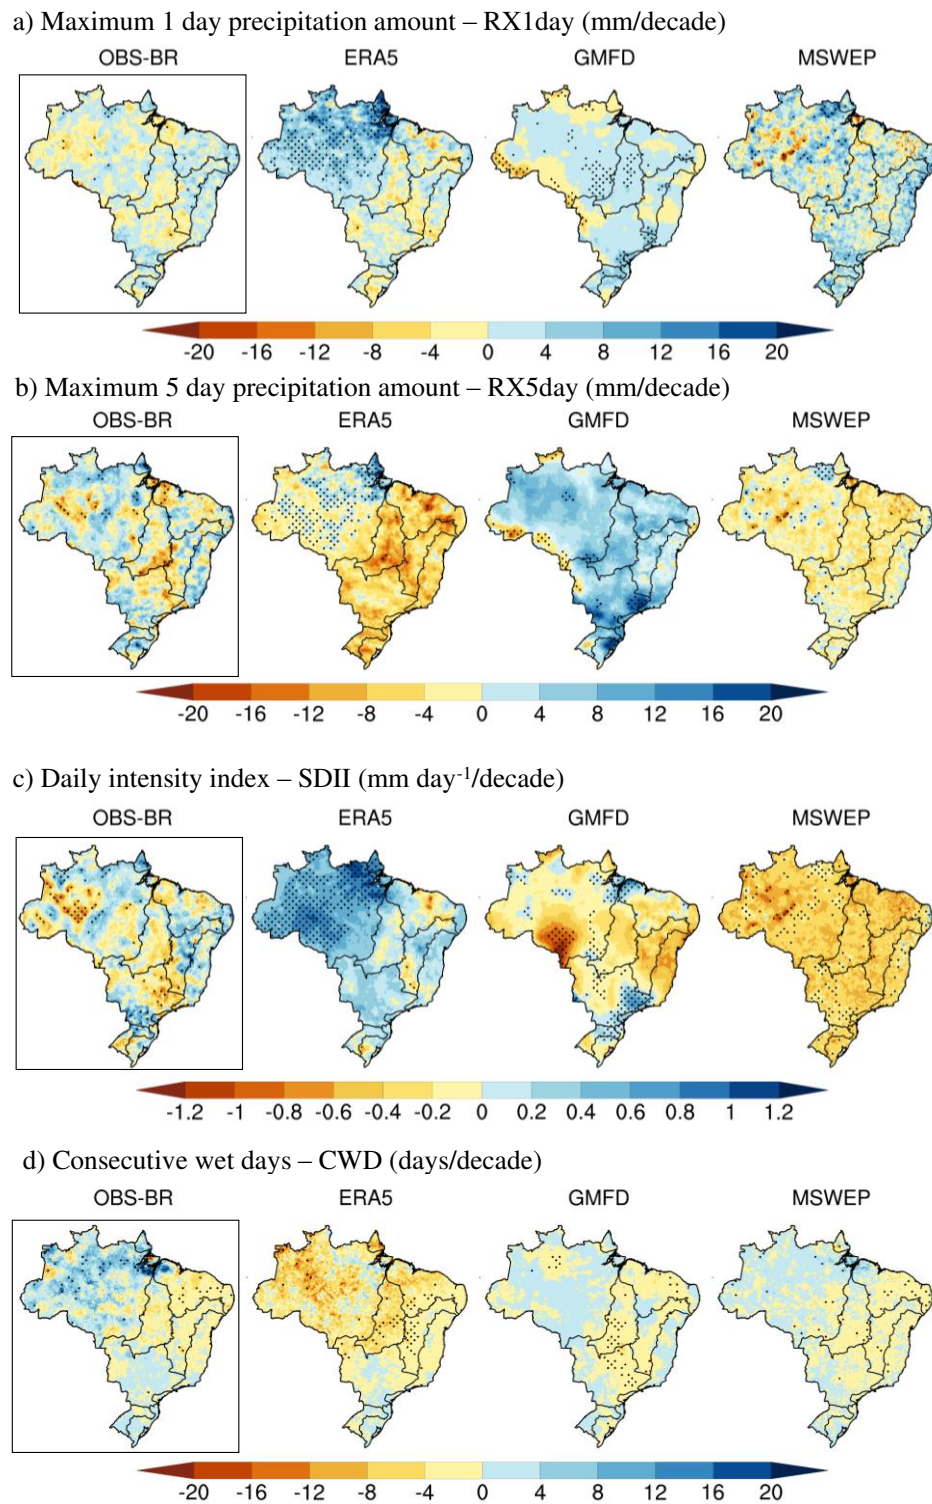 a) Maximum 1 day precipitation amount – RX1day (mm/decade)
OBS-BR ERA5 GMFD MSWEP
-20 -16 -12 -8 -4 0 4 8 12 16 20
b) Maximum 5 day precipitation amount – RX5day (mm/decade)
OBS-BR ERA5 GMFD MSWEP
-20 -16 -12 -8 -4 0 4 8 12 16 20
c) Daily intensity index – SDII (mm day⁻¹/decade)
OBS-BR ERA5 GMFD MSWEP
-1.2 -1 -0.8 -0.6 -0.4 -0.2 0 0.2 0.4 0.6 0.8 1 1.2
d) Consecutive wet days – CWD (days/decade)
OBS-BR ERA5 GMFD MSWEP
-20 -16 -12 -8 -4 0 4 8 12 16 20